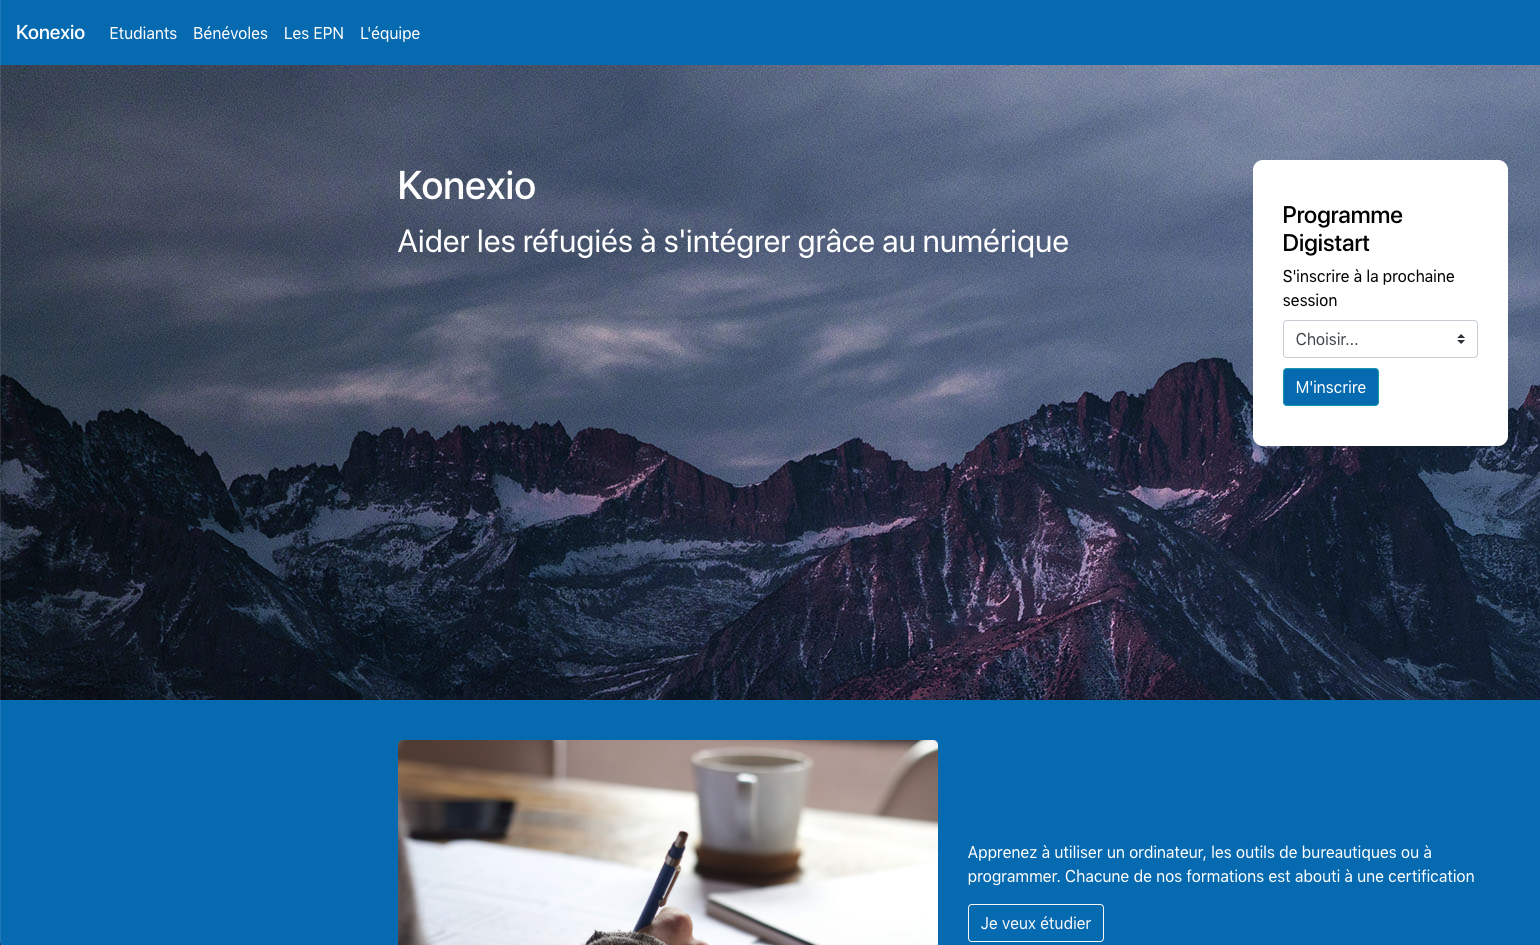 Konexio Etudiants Bénévoles Les EPN L'équipe
Konexio
Aider les réfugiés à s'intégrer grâce au numérique
Programme
Digistart
S'inscrire à la prochaine
session
Choisir...
M'inscrire
Apprenez à utiliser un ordinateur, les outils de bureautiques ou à
programmer. Chacune de nos formations est abouti à une certification
Je veux étudier